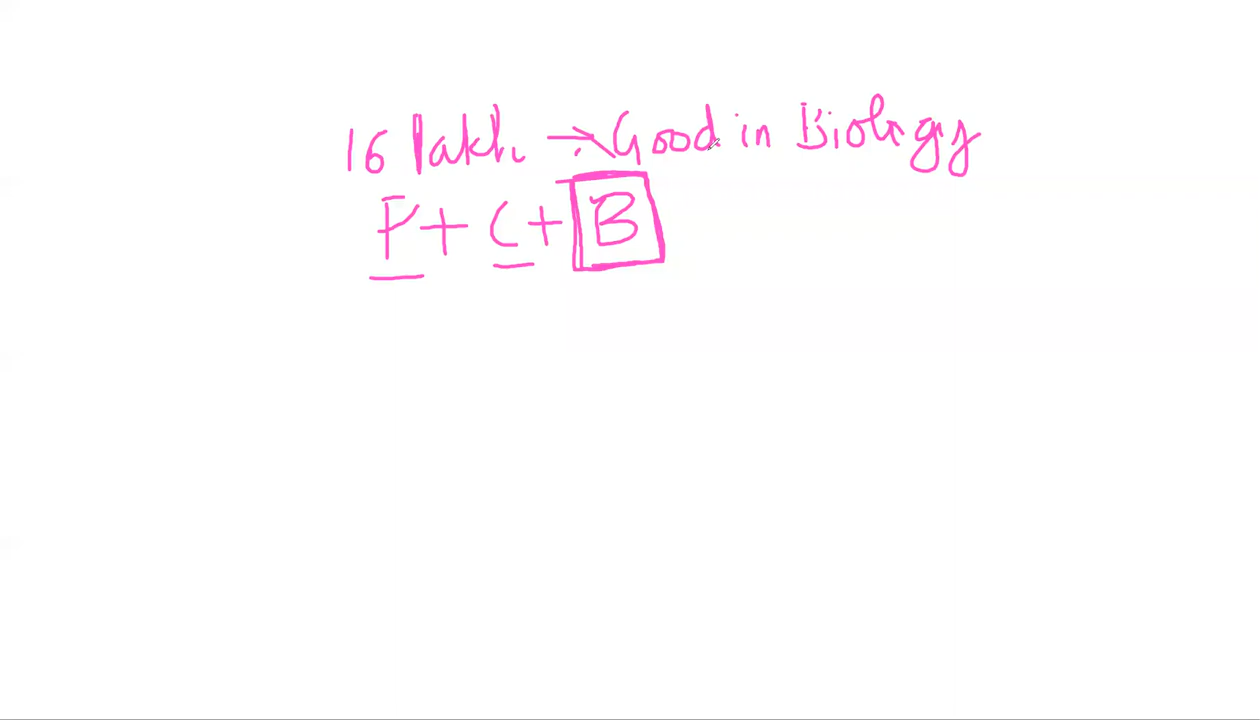 16 lakh → Good in Biology
P + C + B